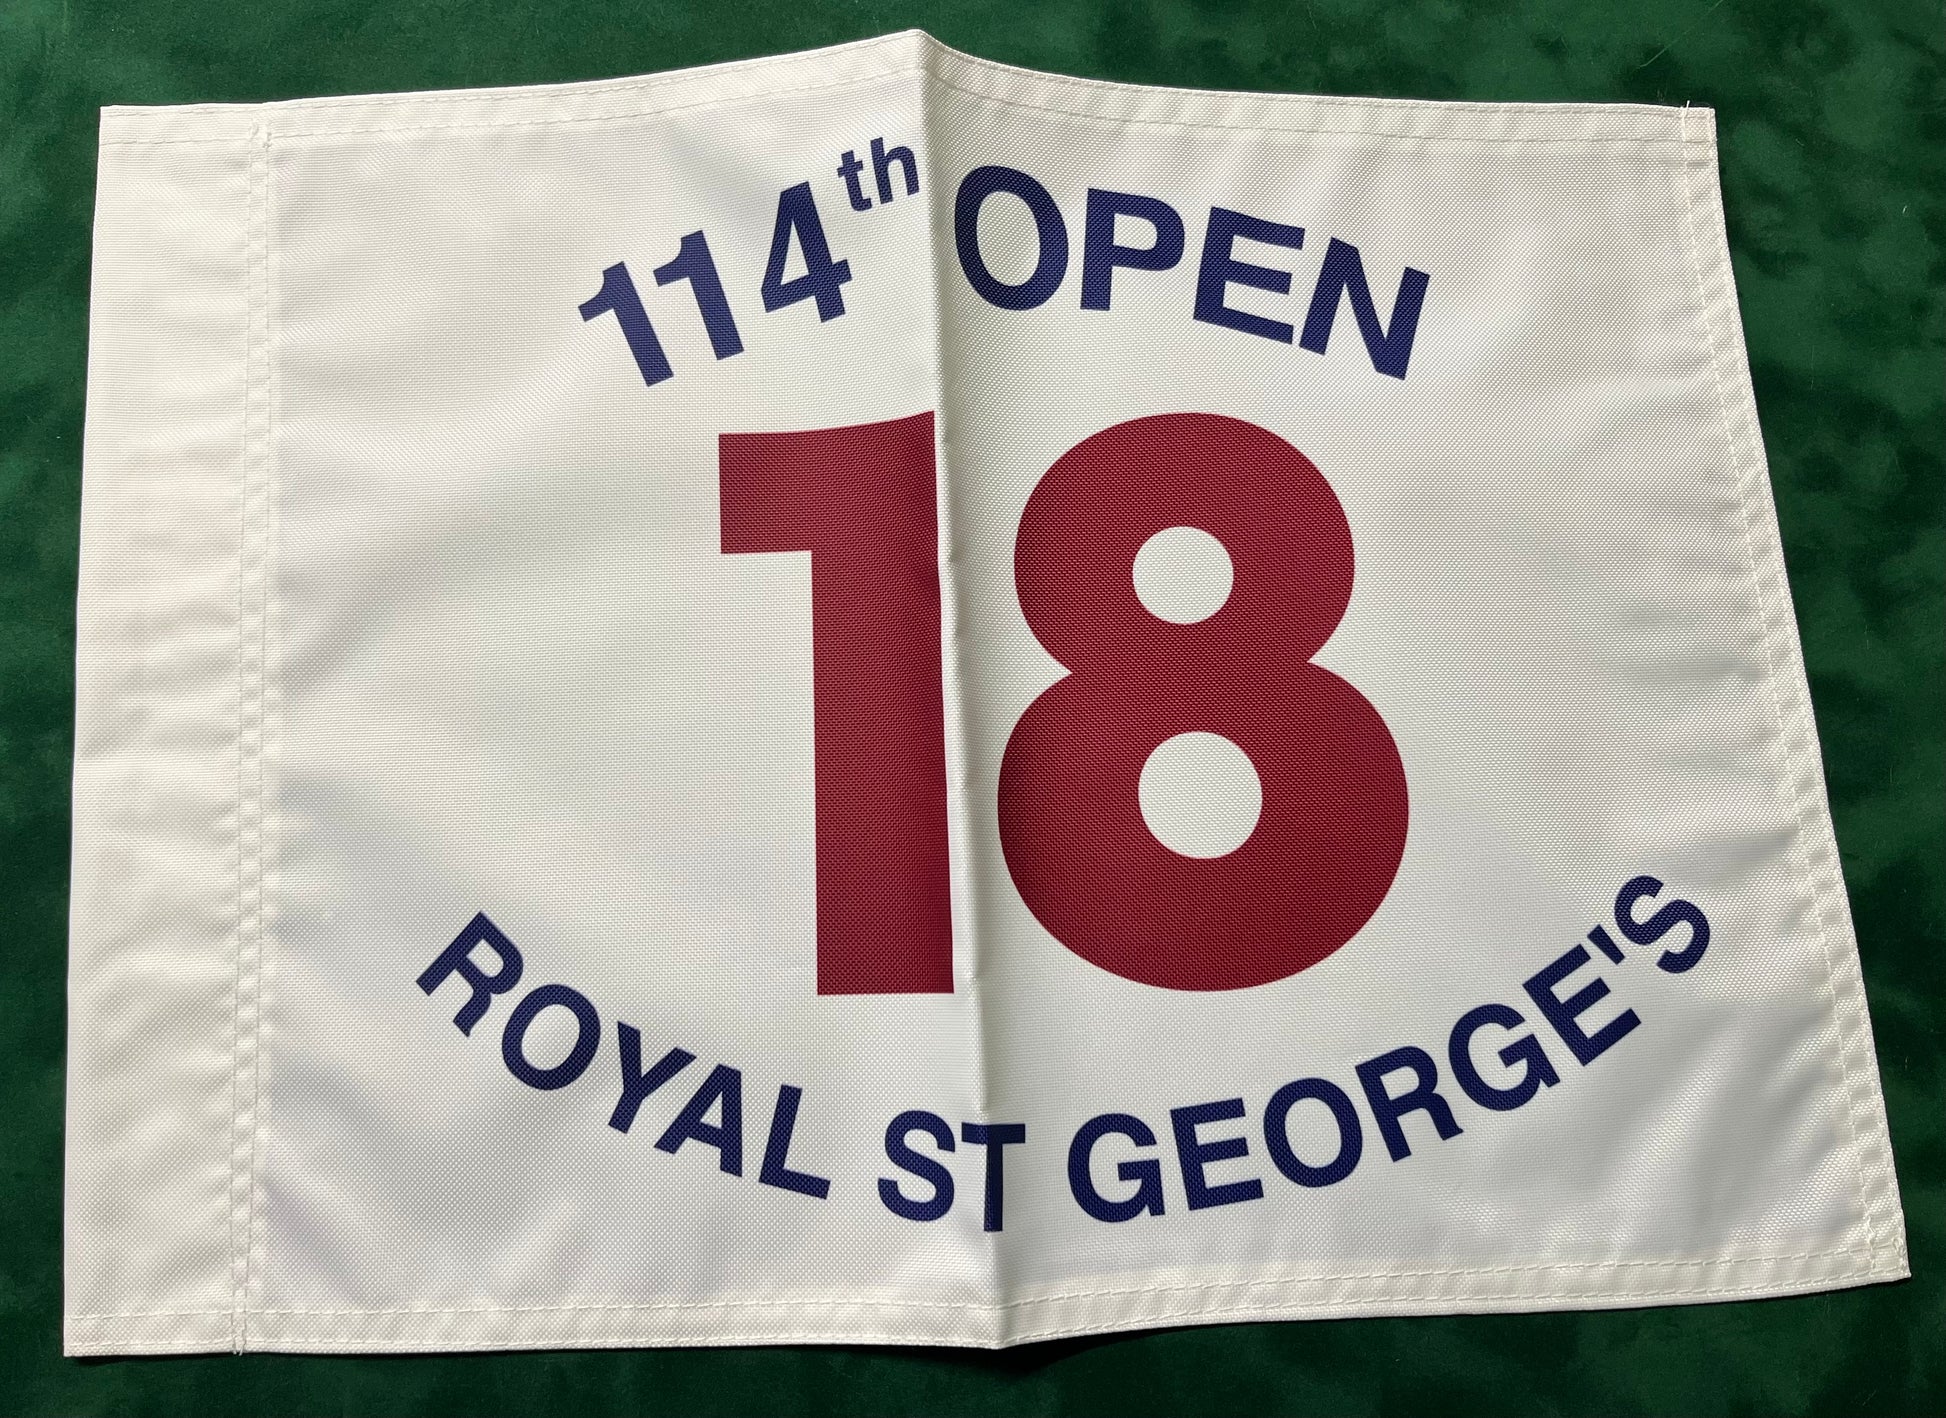 114th OPEN
18
ROYAL ST GEORGE'S